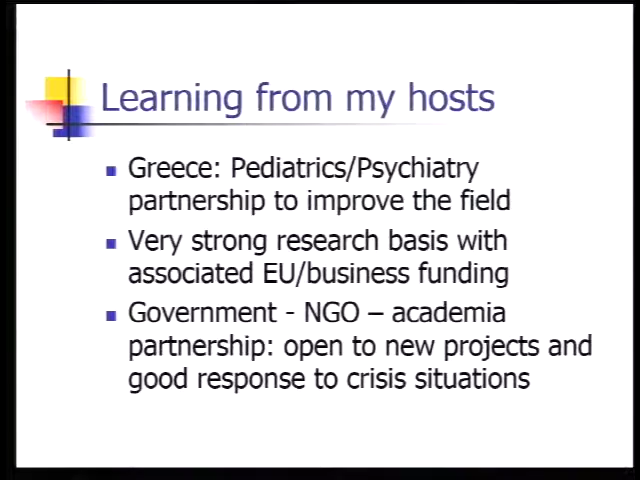 Learning from my hosts
Greece: Pediatrics/Psychiatry
partnership to improve the field
Very strong research basis with
associated EU/business funding
Government - NGO – academia
partnership: open to new projects and
good response to crisis situations